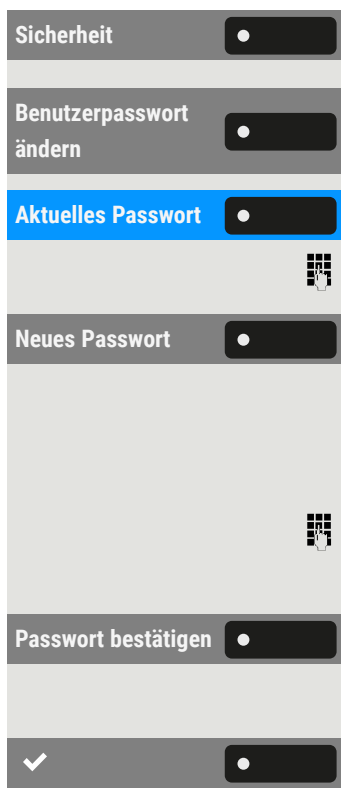 Sicherheit
Benutzerpasswort
ändern
Aktuelles Passwort
Neues Passwort
Passwort bestätigen